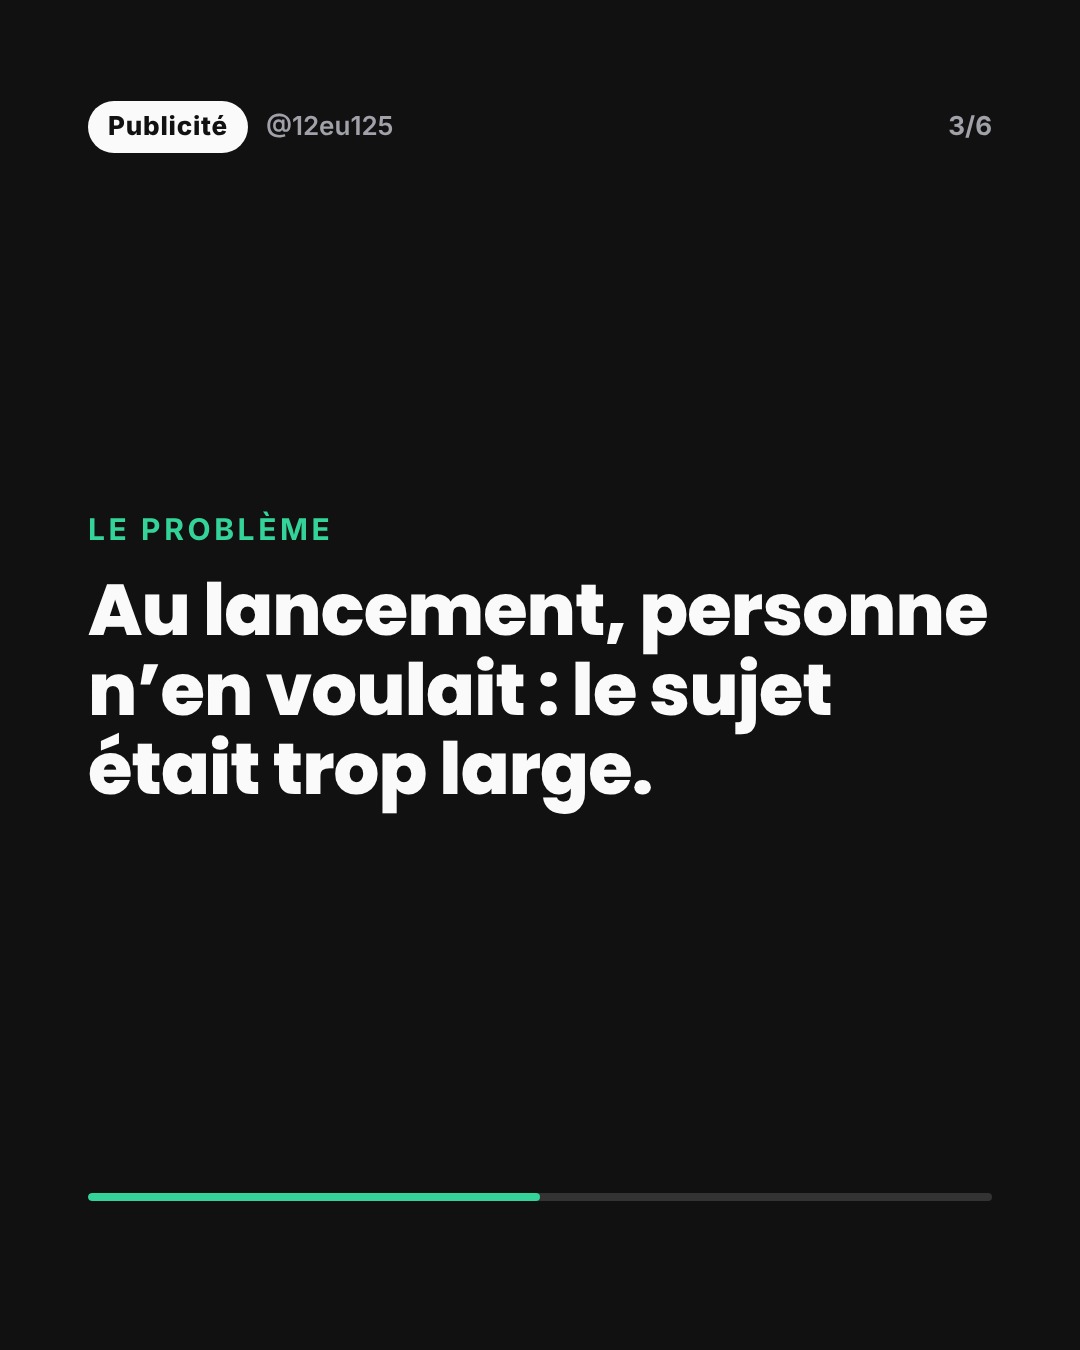 Publicité @12eu125 3/6
LE PROBLÈME
Au lancement, personne
n’en voulait : le sujet
était trop large.